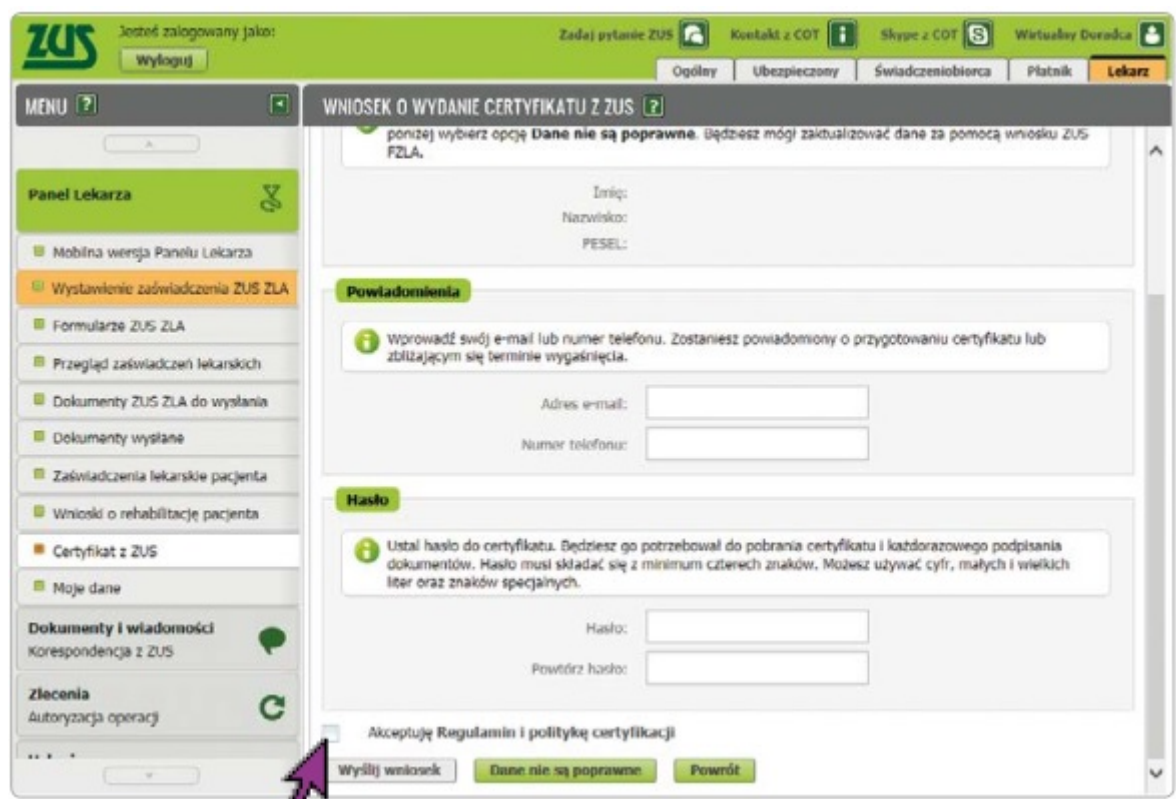 ZUS
Jesteś zalogowany jako:
Wyloguj
Zadaj pytanie ZUS
Kontakt z COT
Skype z COT
Wirtualny Doradca
Ogólny
Ubezpieczony
Świadczeniobiorca
Płatnik
Lekarz
MENU ?
WNIOSEK O WYDANIE CERTYFIKATU Z ZUS ?
Panel Lekarza
Mobilna wersja Panelu Lekarza
Wystawienie zaświadczenia ZUS ZLA
Formularze ZUS ZLA
Przegląd zaświadczeń lekarskich
Dokumenty ZUS ZLA do wysłania
Dokumenty wysłane
Zaświadczenia lekarskie pacjenta
Wnioski o rehabilitację pacjenta
Certyfikat z ZUS
Moje dane
Dokumenty i wiadomości
Korespondencja z ZUS
Zlecenia
Autoryzacja operacji
poniżej wybierz opcję Dane nie są poprawne. Będziesz mógł zaktualizować dane za pomocą wniosku ZUS
FZLA.
Imię:
Nazwisko:
PESEL:
Powiadomienia
Wprowadź swój e-mail lub numer telefonu. Zostaniesz powiadomiony o przygotowaniu certyfikatu lub
zbliżającym się terminie wygaśnięcia.
Adres e-mail:
Numer telefonu:
Hasło
Ustal hasło do certyfikatu. Będziesz go potrzebował do pobrania certyfikatu i każdorazowego podpisania
dokumentów. Hasło musi składać się z minimum czterech znaków. Możesz używać cyfr, małych i wielkich
liter oraz znaków specjalnych.
Hasło:
Powtórz hasło:
Akceptuję Regulamin i politykę certyfikacji
Wyślij wniosek
Dane nie są poprawne
Powrót